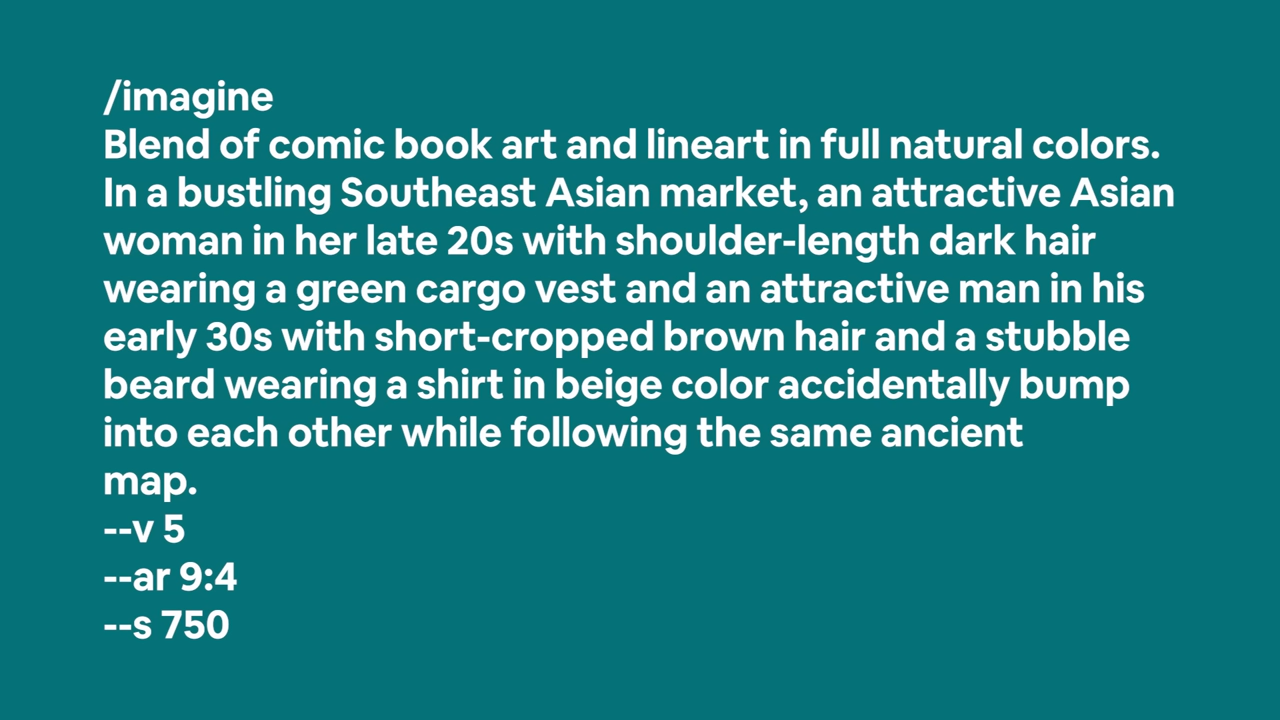 /imagine
Blend of comic book art and lineart in full natural colors.
In a bustling Southeast Asian market, an attractive Asian
woman in her late 20s with shoulder-length dark hair
wearing a green cargo vest and an attractive man in his
early 30s with short-cropped brown hair and a stubble
beard wearing a shirt in beige color accidentally bump
into each other while following the same ancient
map.
--v 5
--ar 9:4
--s 750